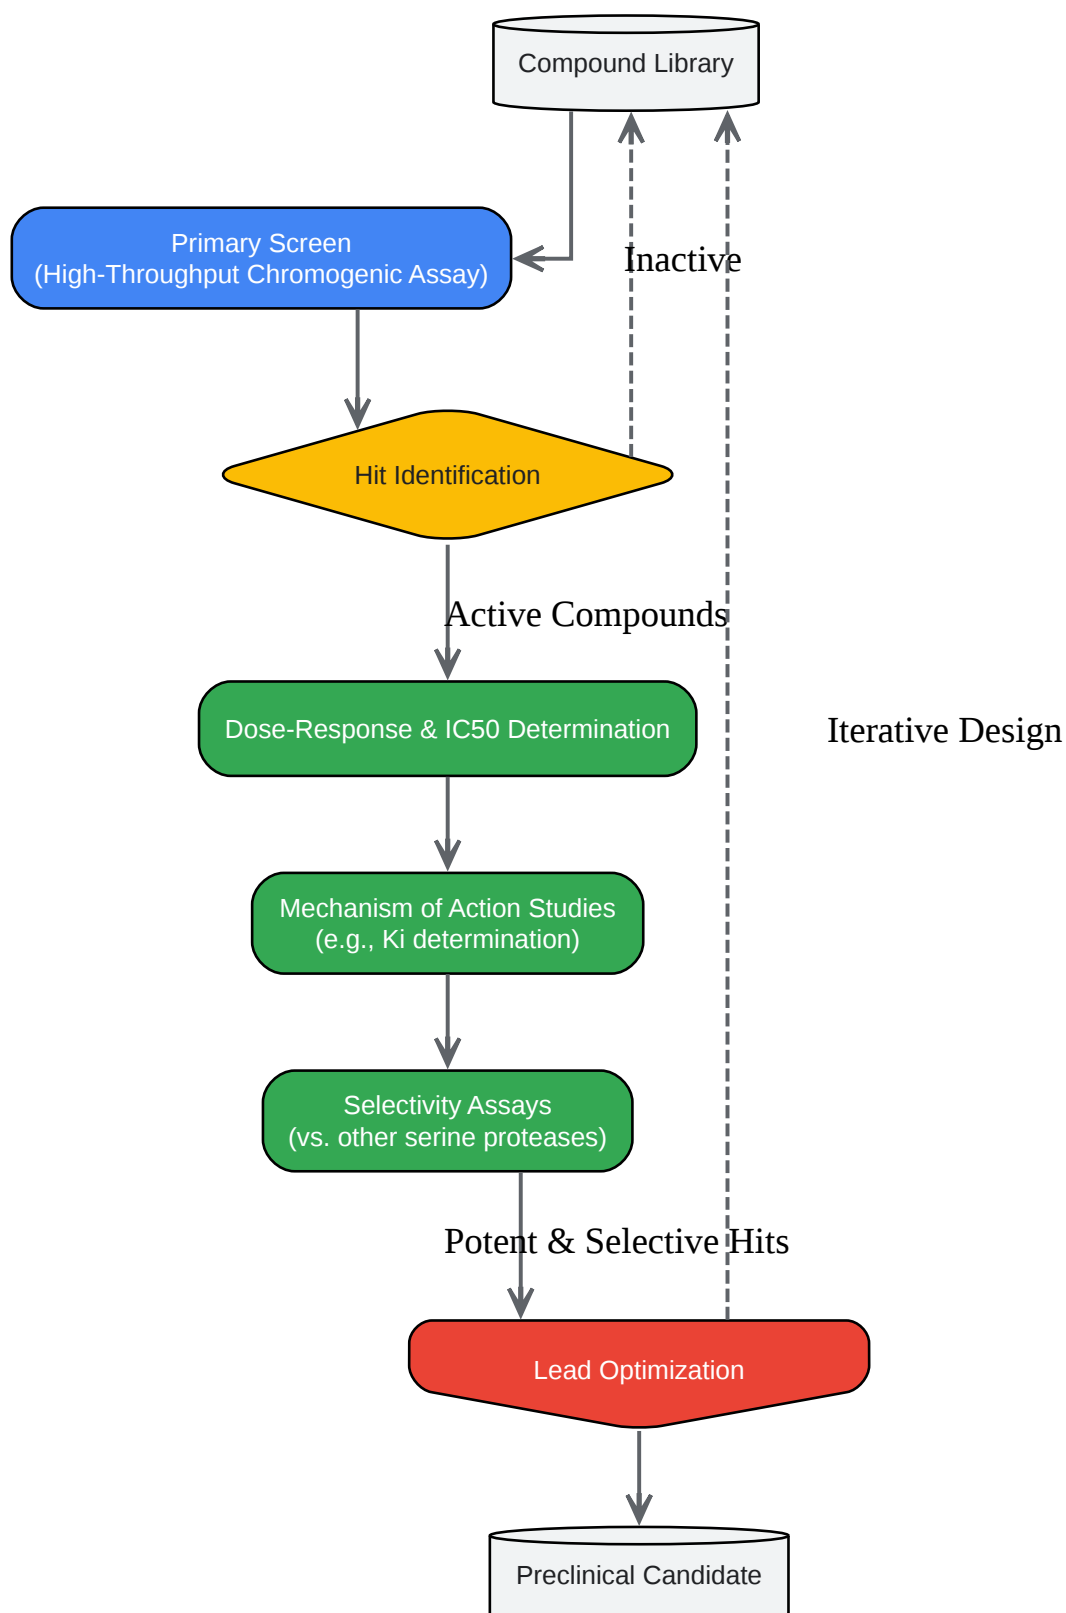 Compound Library
Primary Screen
(High-Throughput Chromogenic Assay)
Inactive
Hit Identification
Active Compounds
Dose-Response & IC50 Determination
Iterative Design
Mechanism of Action Studies
(e.g., Ki determination)
Selectivity Assays
(vs. other serine proteases)
Potent & Selective Hits
Lead Optimization
Preclinical Candidate